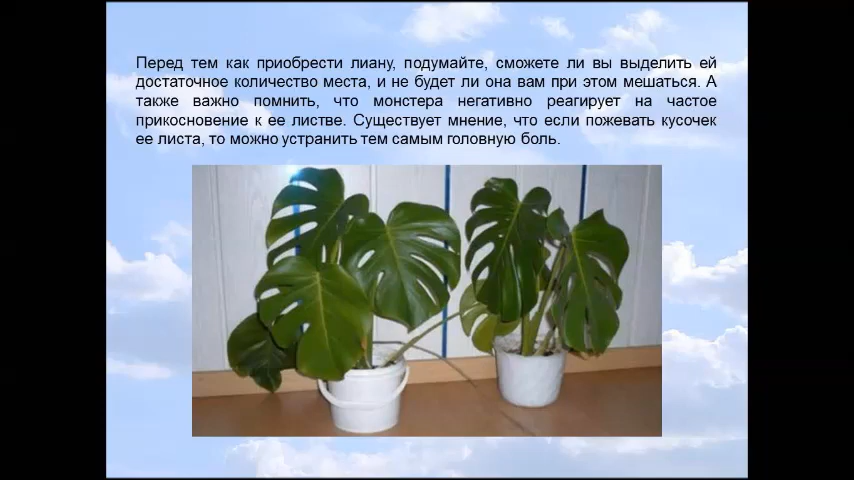 Перед тем как приобрести лиану, подумайте, сможете ли вы выделить ей
достаточное количество места, и не будет ли она вам при этом мешаться. А
также важно помнить, что монстера негативно реагирует на частое
прикосновение к ее листве. Существует мнение, что если пожевать кусочек
ее листа, то можно устранить тем самым головную боль.